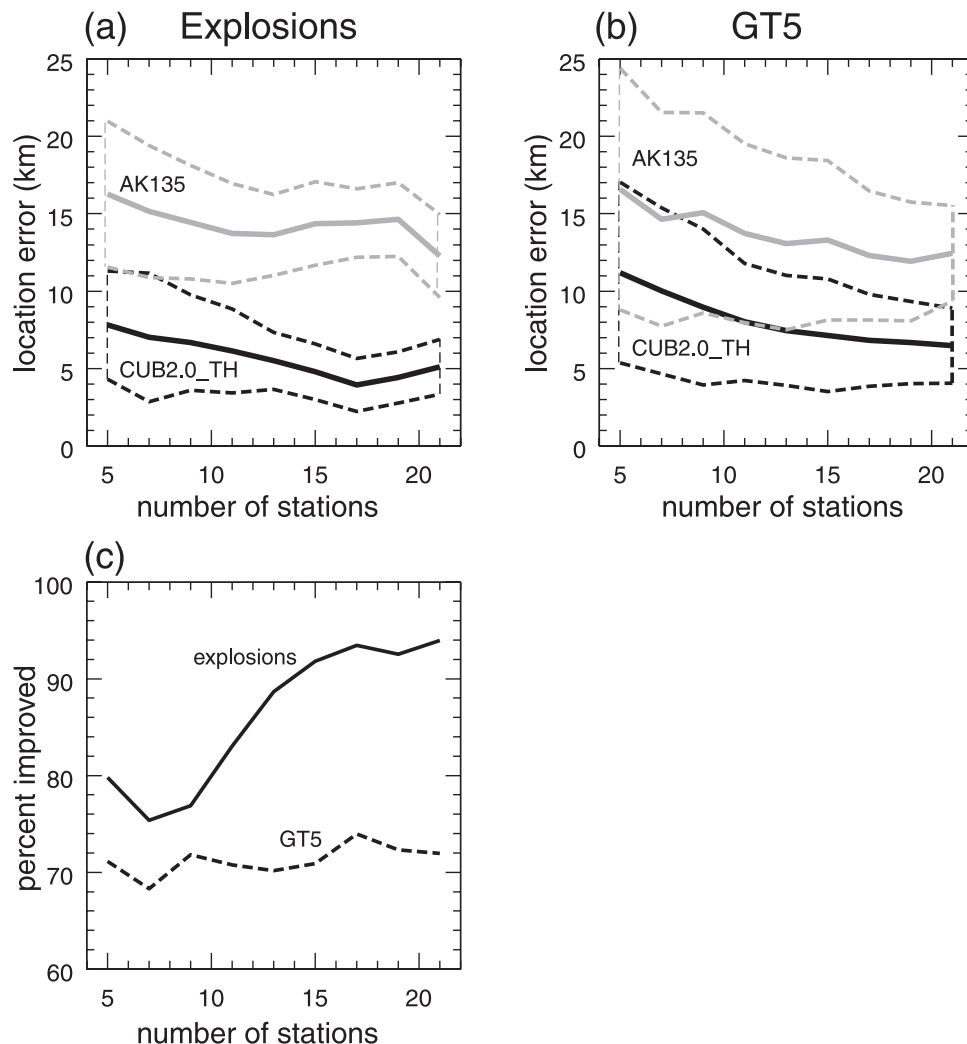 (a) Explosions
location error (km)
25
20
15
10
5
0
AK135
CUB2.0_TH
5 10 15 20
number of stations
(b) GT5
location error (km)
25
20
15
10
5
0
AK135
CUB2.0_TH
5 10 15 20
number of stations
(c)
percent improved
100
90
80
70
60
explosions
GT5
5 10 15 20
number of stations